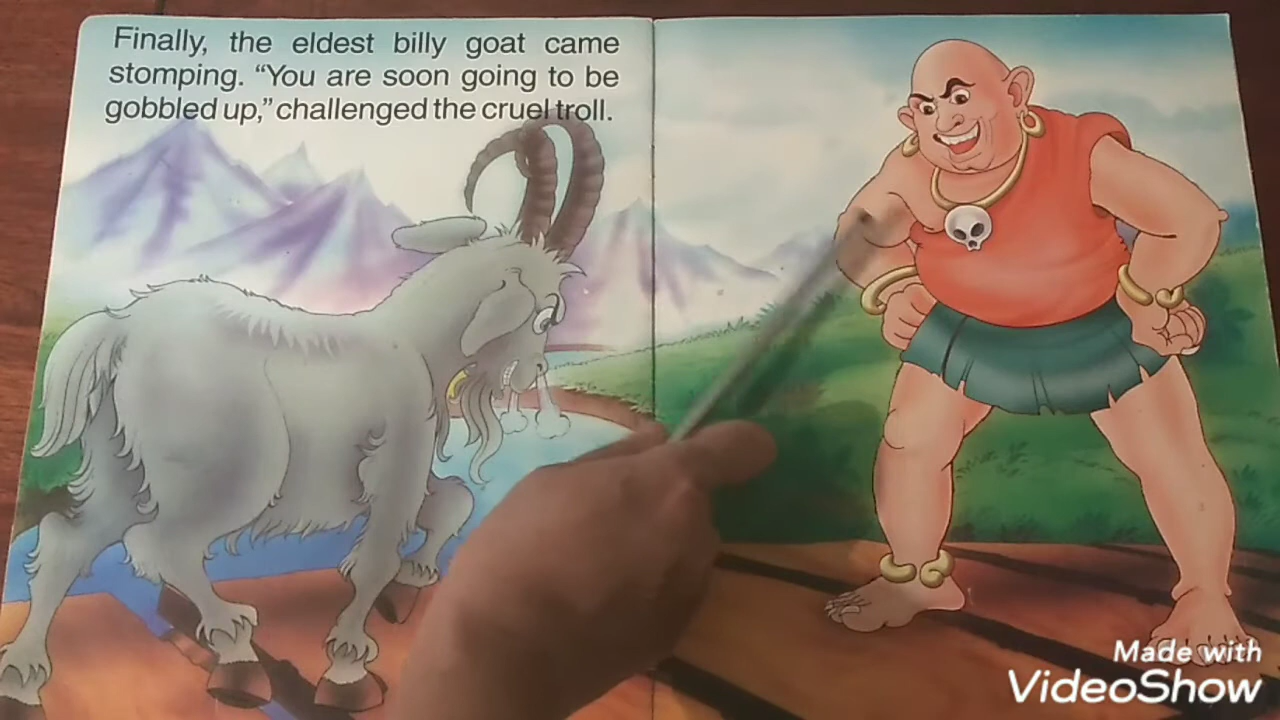 Finally, the eldest billy goat came
stomping. “You are soon going to be
gobbled up,” challenged the cruel troll.
Made with
VideoShow